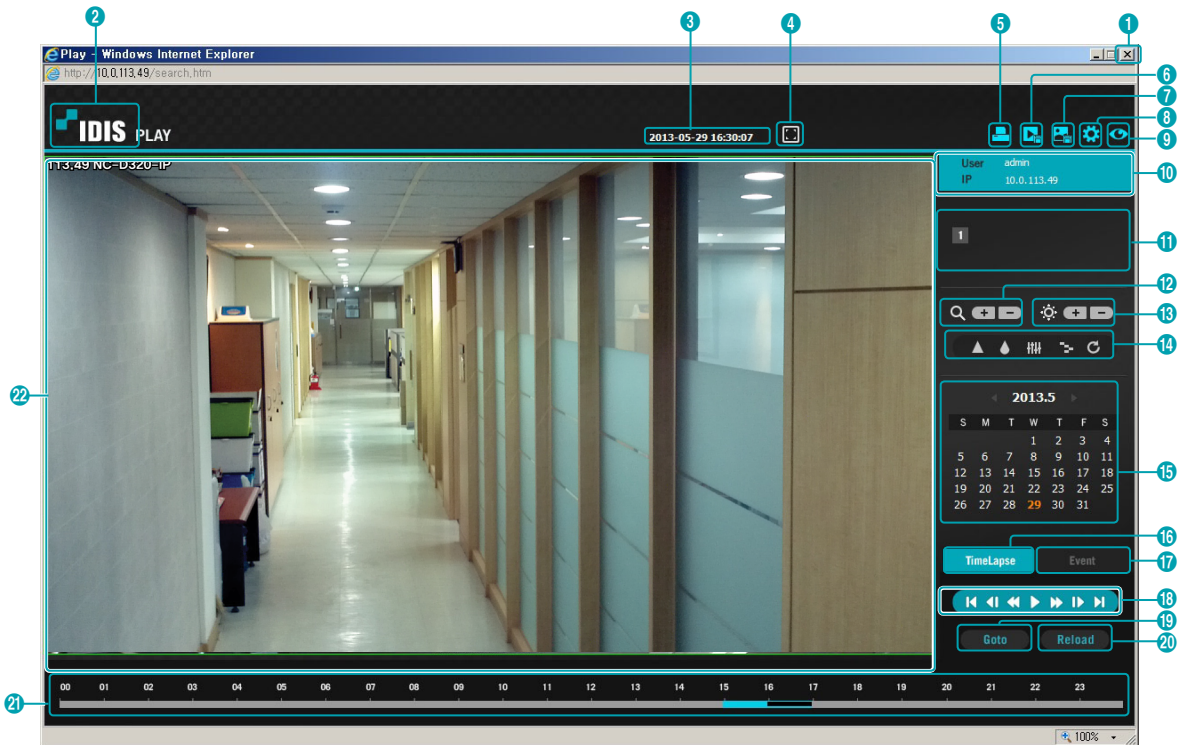 2
3
4
5
1
Play - Windows Internet Explorer
http://10.0.113.49/search.htm
6
7
8
9
IDIS PLAY
2013-05-29 16:30:07
113.49 NC-D320-IP
User admin
IP 10.0.113.49
10
1
11
12
13
14
2013.5
S M T W T F S
1 2 3 4
5 6 7 8 9 10 11
12 13 14 15 16 17 18
19 20 21 22 23 24 25
26 27 28 29 30 31
15
22
16
TimeLapse Event
17
18
19
Goto Reload
20
00 01 02 03 04 05 06 07 08 09 10 11 12 13 14 15 16 17 18 19 20 21 22 23
21
100%